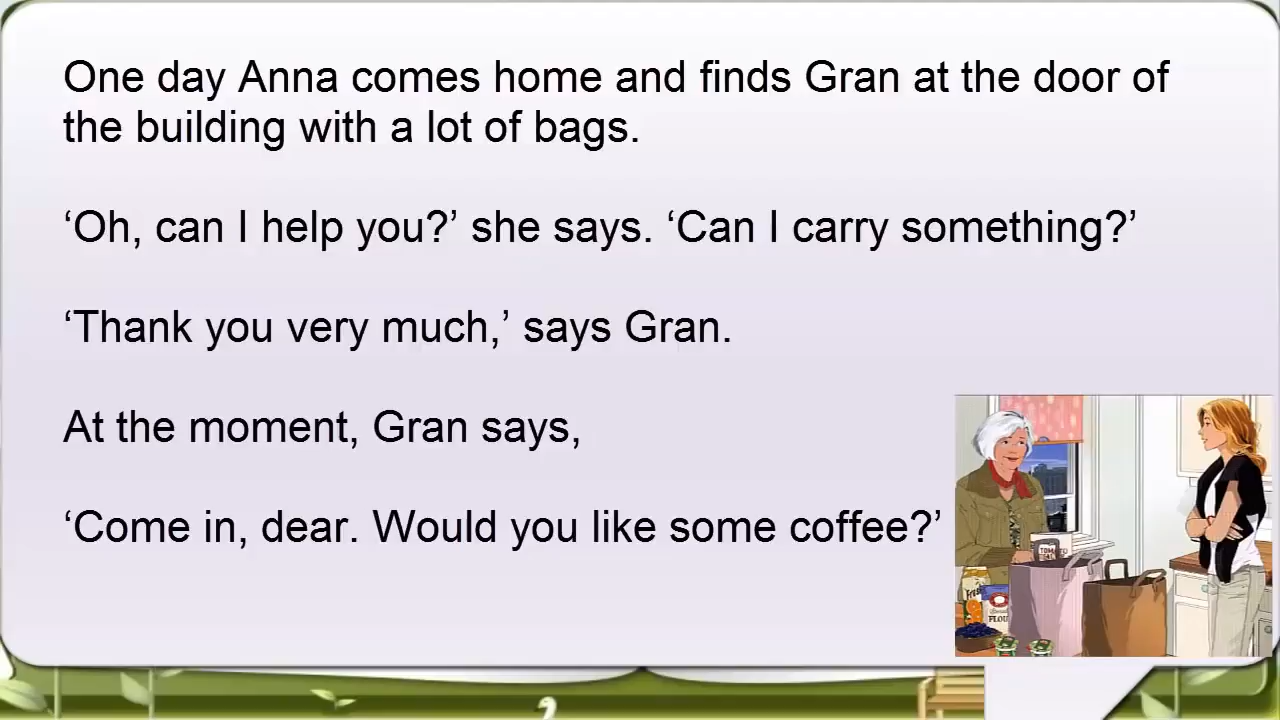 One day Anna comes home and finds Gran at the door of
the building with a lot of bags.
‘Oh, can I help you?’ she says. ‘Can I carry something?’
‘Thank you very much,’ says Gran.
At the moment, Gran says,
‘Come in, dear. Would you like some coffee?’
FLOUR